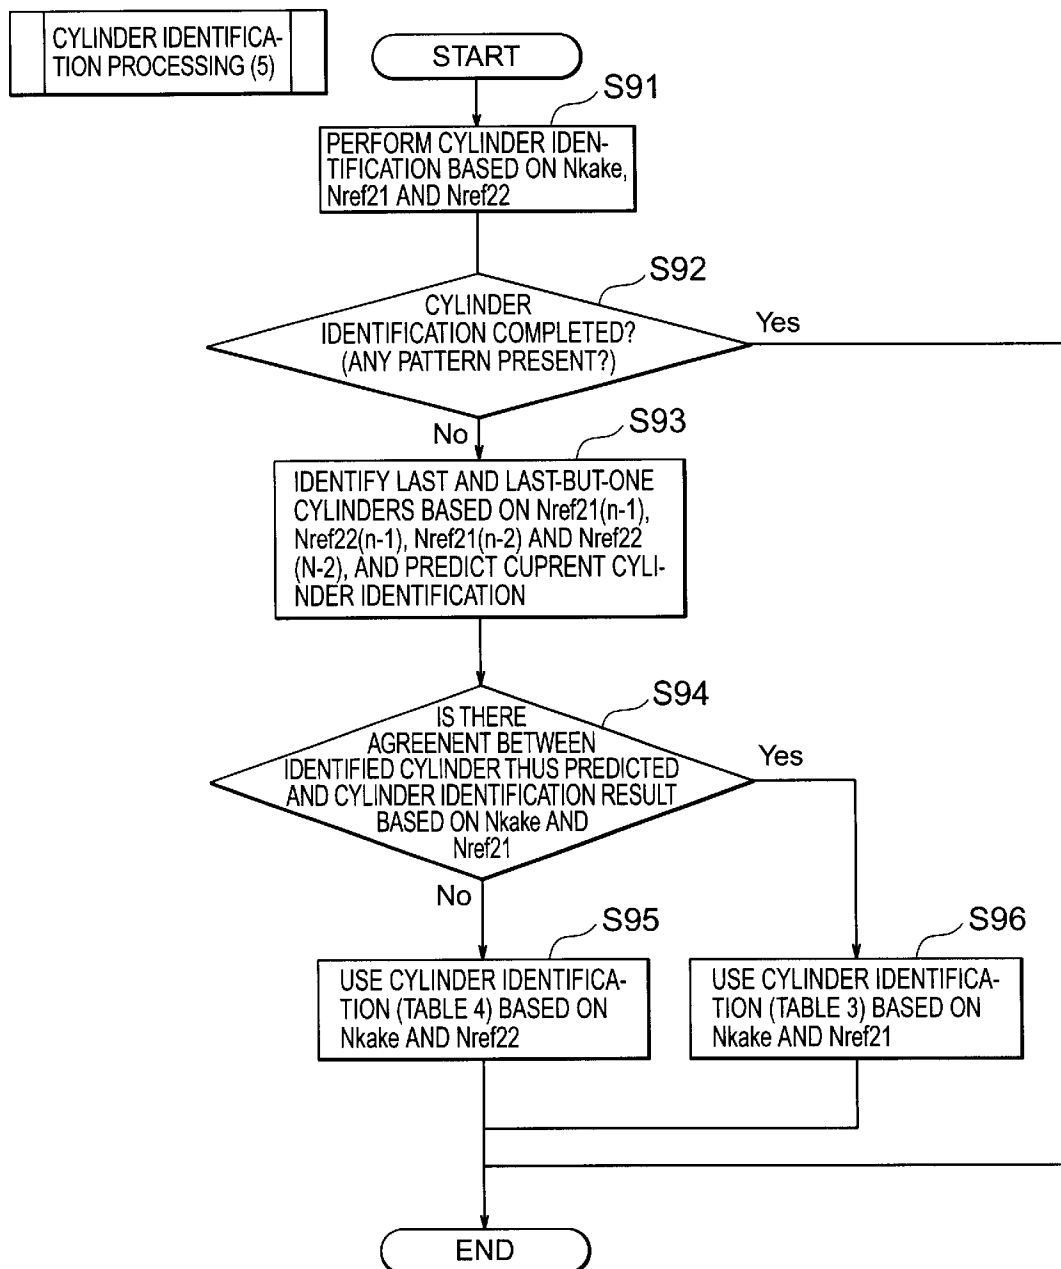 CYLINDER IDENTIFICA-
TION PROCESSING (5)
START
S91
PERFORM CYLINDER IDEN-
TIFICATION BASED ON Nkake,
Nref21 AND Nref22
S92
CYLINDER
IDENTIFICATION COMPLETED?
(ANY PATTERN PRESENT?)
Yes
No
S93
IDENTIFY LAST AND LAST-BUT-ONE
CYLINDERS BASED ON Nref21(n-1),
Nref22(n-1), Nref21(n-2) AND Nref22
(N-2), AND PREDICT CUPRENT CYLI-
NDER IDENTIFICATION
S94
IS THERE
AGREENENT BETWEEN
IDENTIFIED CYLINDER THUS PREDICTED
AND CYLINDER IDENTIFICATION RESULT
BASED ON Nkake AND
Nref21
Yes
No
S95
USE CYLINDER IDENTIFICA-
TION (TABLE 4) BASED ON
Nkake AND Nref22
S96
USE CYLINDER IDENTIFICA-
TION (TABLE 3) BASED ON
Nkake AND Nref21
END